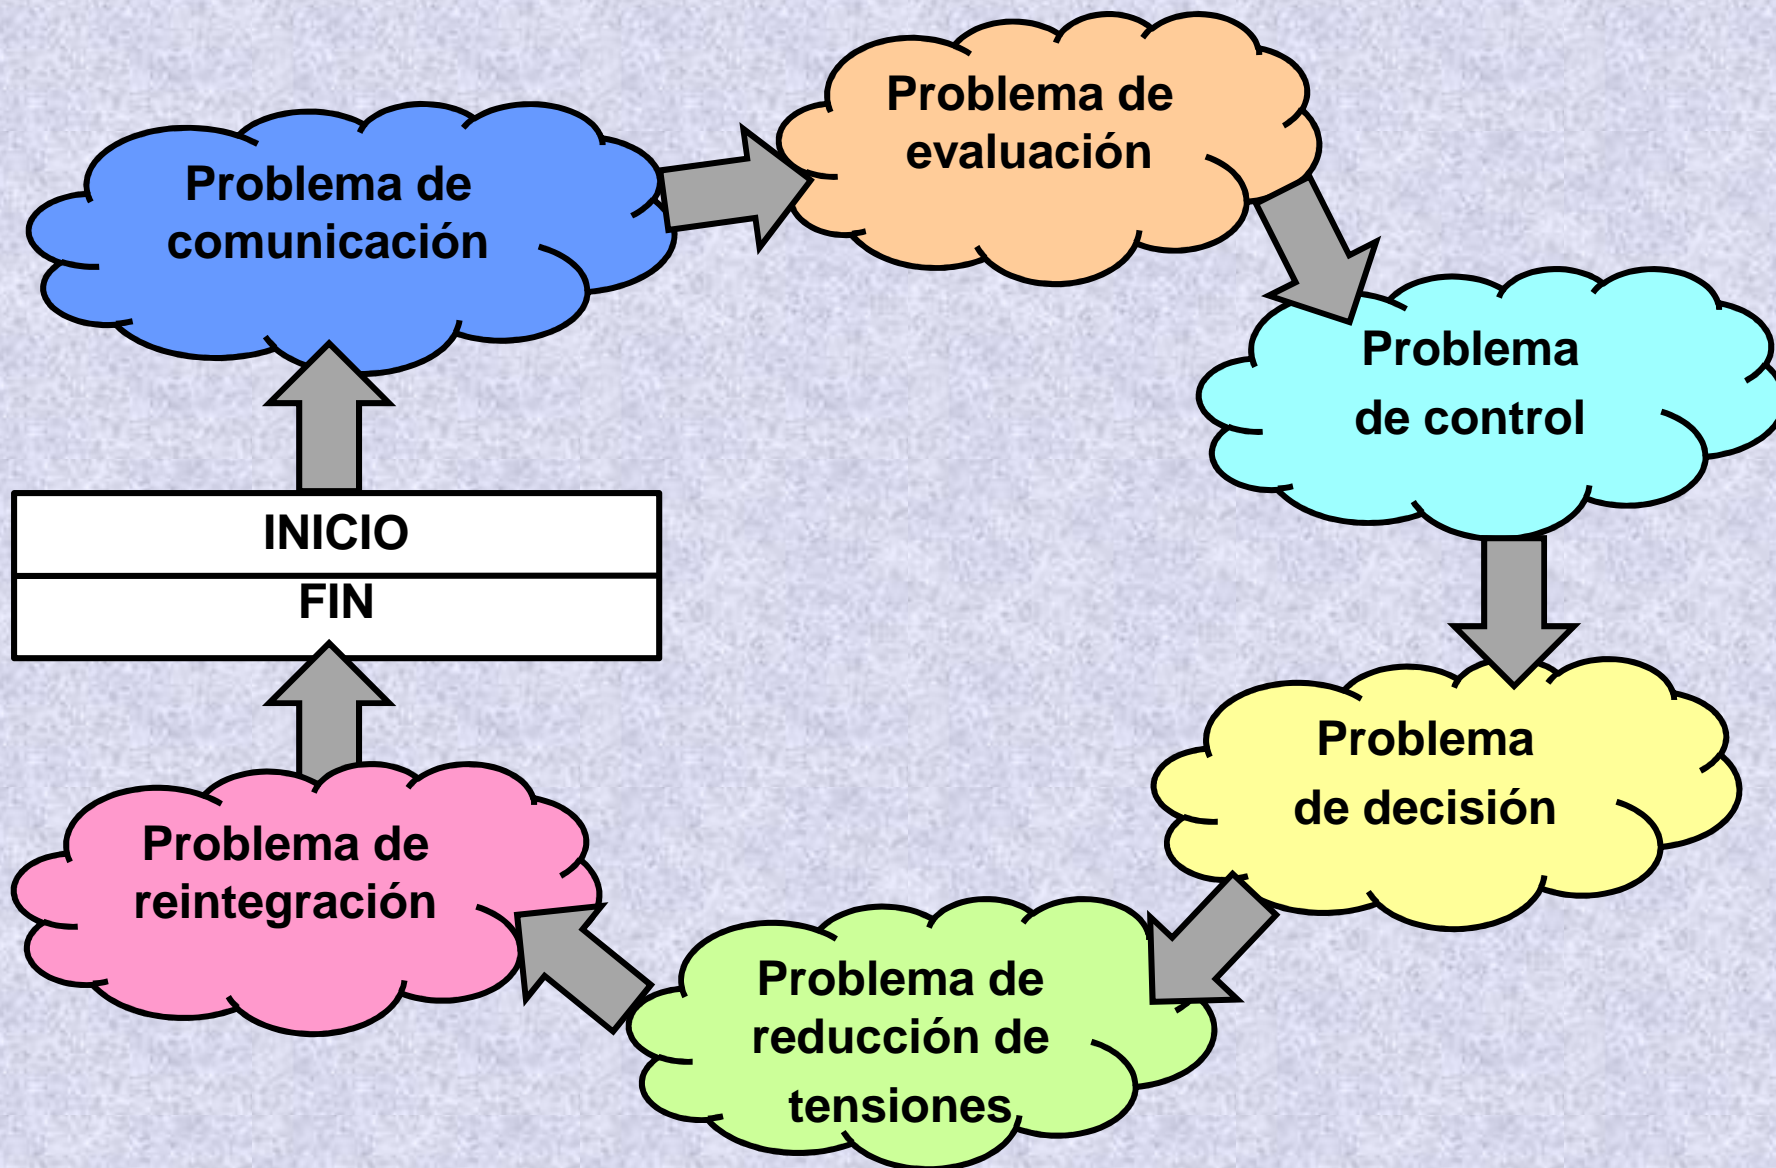 Problema de
comunicación
Problema de
evaluación
Problema
de control
Problema
de decisión
Problema de
reducción de
tensiones
Problema de
reintegración
INICIO
FIN